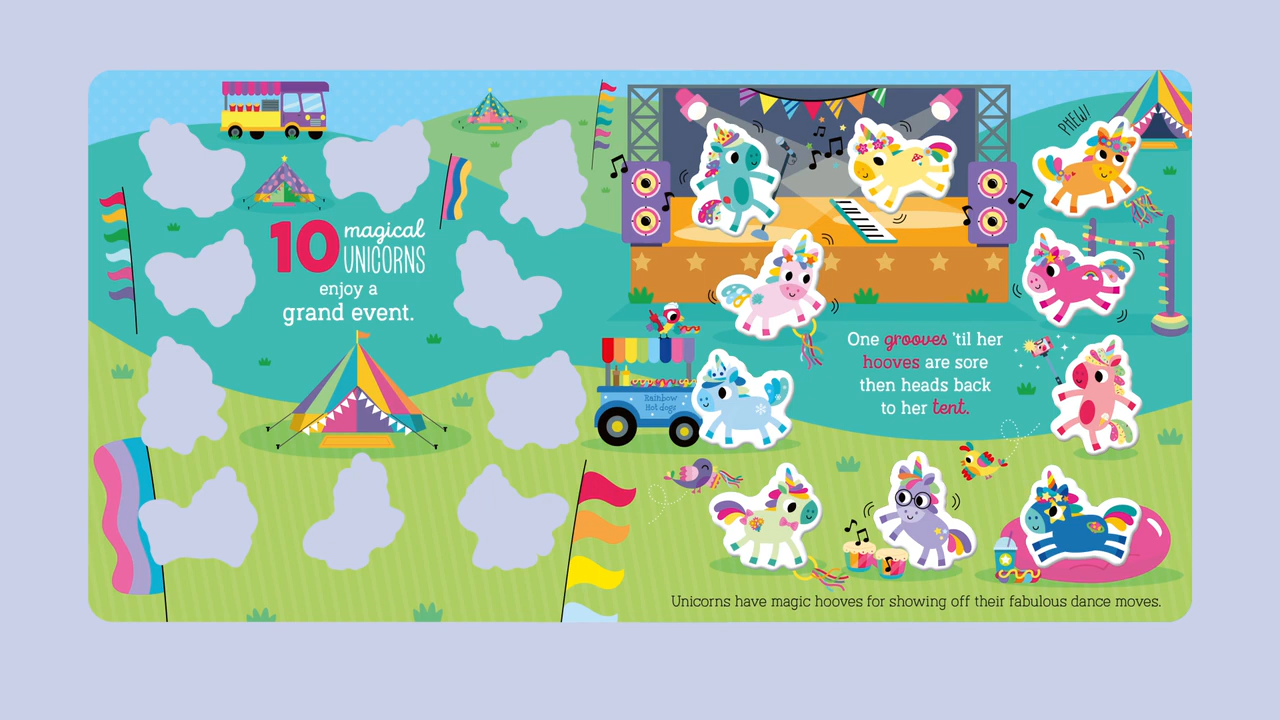 10 magical
UNICORNS
enjoy a
grand event.
PHEW!
One grooves 'til her
hooves are sore
then heads back
to her tent.
Rainbow
Hot dogs
Unicorns have magic hooves for showing off their fabulous dance moves.